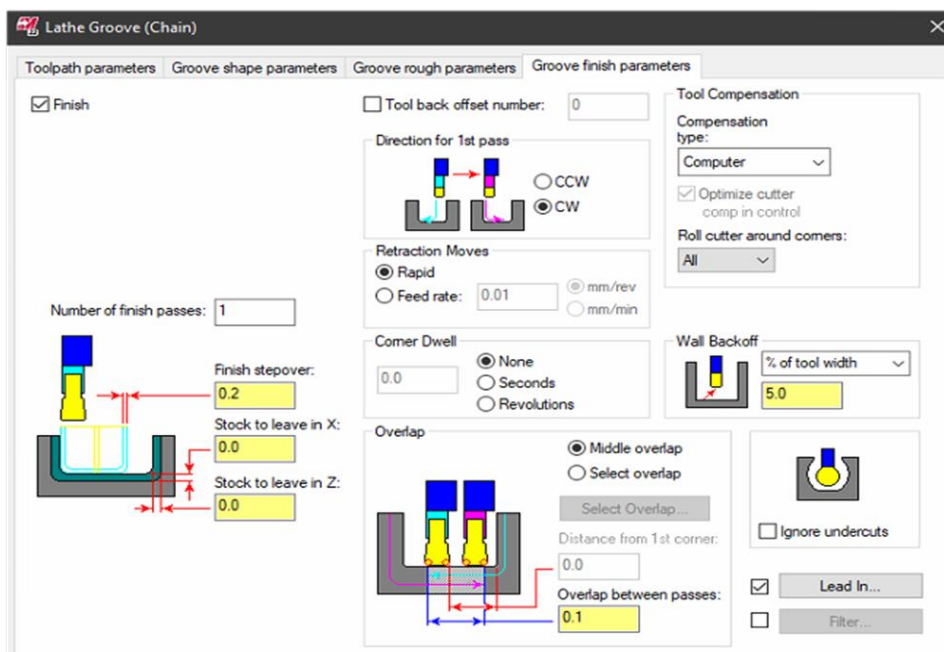 Lathe Groove (Chain)
Toolpath parameters
Groove shape parameters
Groove rough parameters
Groove finish parameters
Finish
Number of finish passes: 1
Finish stepover:
0.2
Stock to leave in X:
0.0
Stock to leave in Z:
0.0
Tool back offset number: 0
Direction for 1st pass
CCW
CW
Retraction Moves
Rapid
Feed rate: 0.01
mm/rev
mm/min
Corner Dwell
0.0
None
Seconds
Revolutions
Overlap
Middle overlap
Select overlap
Select Overlap...
Distance from 1st corner:
0.0
Overlap between passes:
0.1
Tool Compensation
Compensation
type:
Computer
Optimize cutter
comp in control
Roll cutter around corners:
All
Wall Backoff
% of tool width
5.0
Ignore undercuts
Lead In...
Filter...